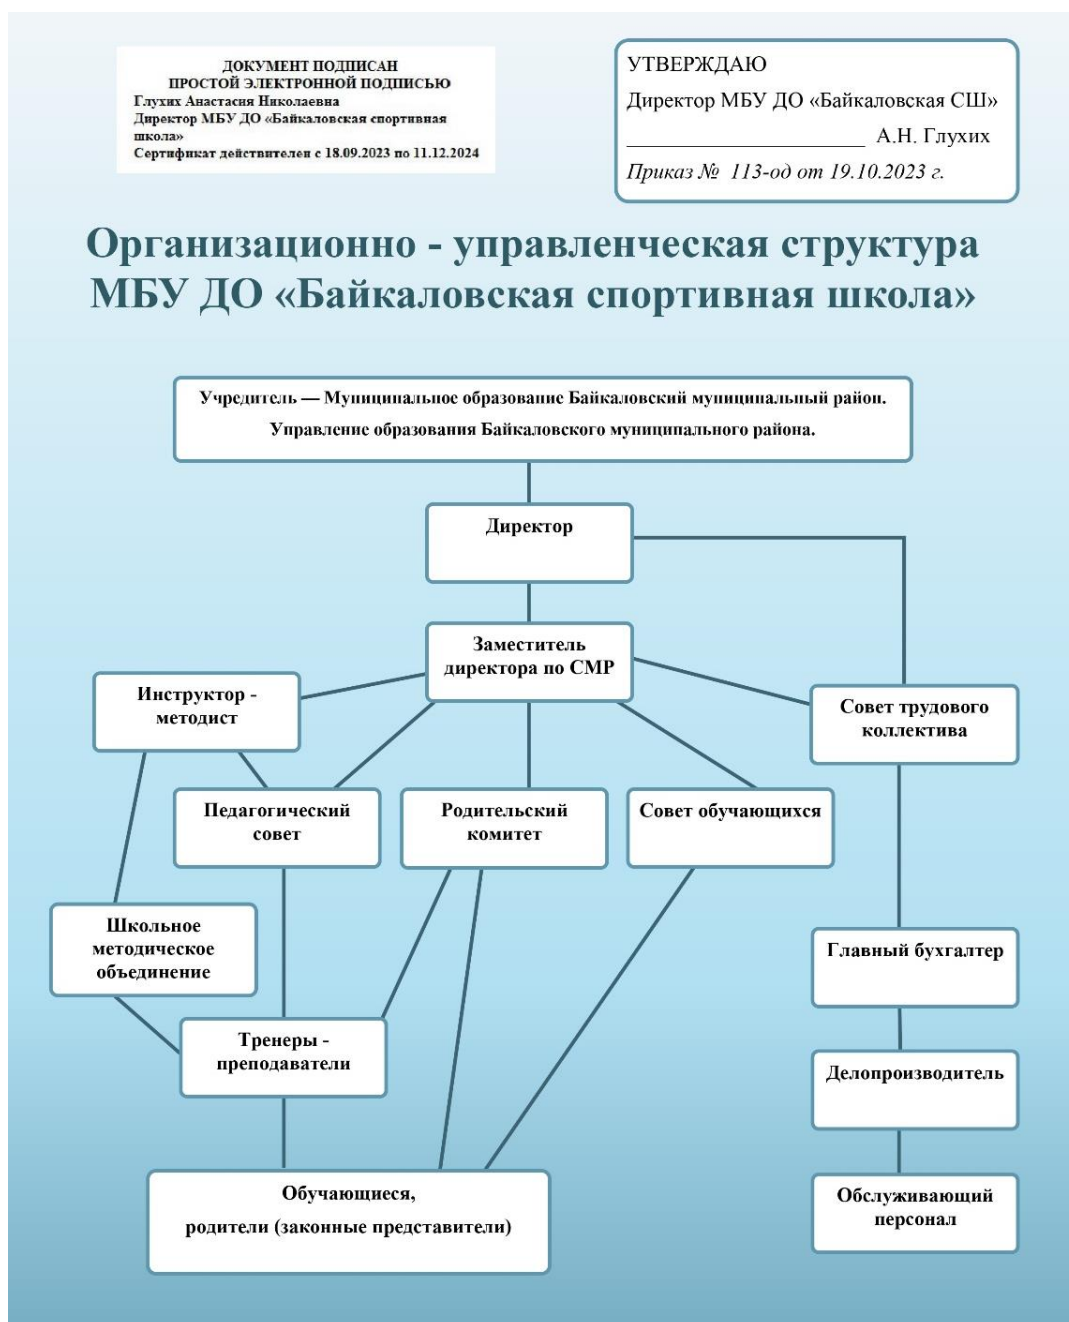 ДОКУМЕНТ ПОДПИСАН
ПРОСТОЙ ЭЛЕКТРОННОЙ ПОДПИСЬЮ
Глухих Анастасия Николаевна
Директор МБУ ДО «Байкаловская спортивная
школа»
Сертификат действителен с 18.09.2023 по 11.12.2024
УТВЕРЖДАЮ
Директор МБУ ДО «Байкаловская СШ»
______________________ А.Н. Глухих
Приказ № 113-од от 19.10.2023 г.
Организационно - управленческая структура
МБУ ДО «Байкаловская спортивная школа»
Учредитель — Муниципальное образование Байкаловский муниципальный район.
Управление образования Байкаловского муниципального района.
Директор
Заместитель
директора по СМР
Инструктор -
методист
Совет трудового
коллектива
Педагогический
совет
Родительский
комитет
Совет обучающихся
Школьное
методическое
объединение
Главный бухгалтер
Тренеры -
преподаватели
Делопроизводитель
Обучающиеся,
родители (законные представители)
Обслуживающий
персонал